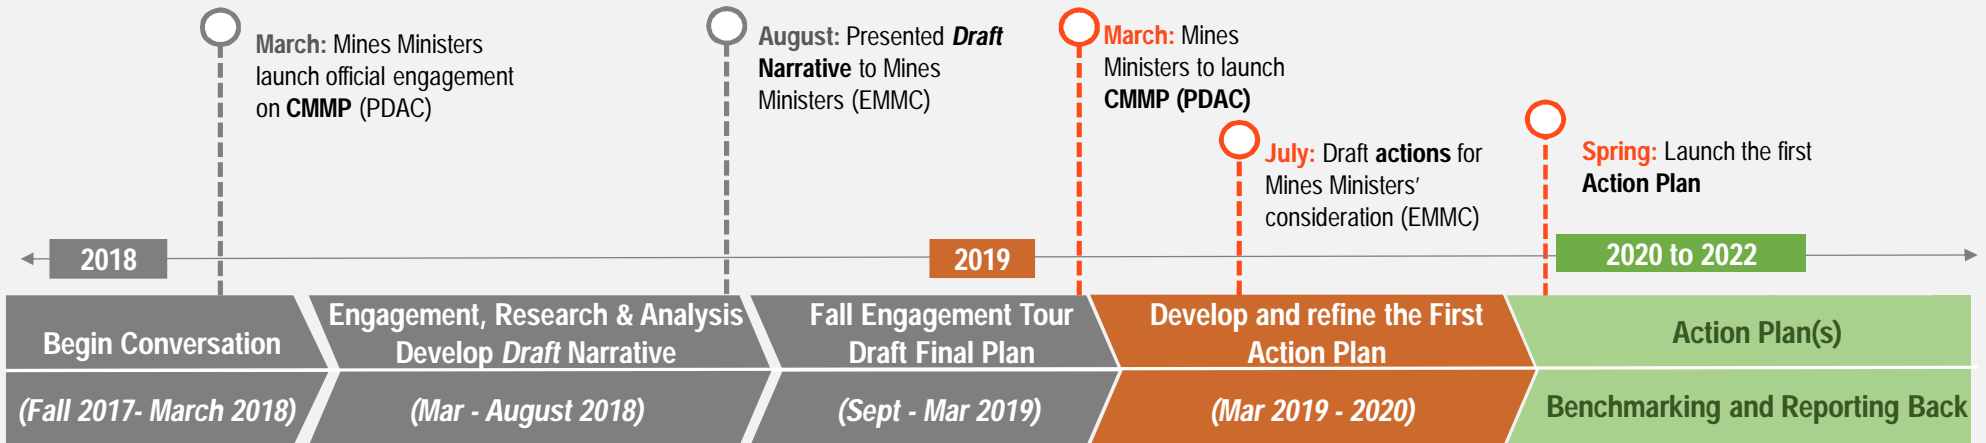 March: Mines Ministers
launch official engagement
on CMMP (PDAC)
August: Presented Draft
Narrative to Mines
Ministers (EMMC)
March: Mines
Ministers to launch
CMMP (PDAC)
July: Draft actions for
Mines Ministers'
consideration (EMMC)
Spring: Launch the first
Action Plan
2018
2019
2020 to 2022
Begin Conversation
Engagement, Research & Analysis
Develop Draft Narrative
Fall Engagement Tour
Draft Final Plan
Develop and refine the First
Action Plan
Action Plan(s)
(Fall 2017- March 2018)
(Mar - August 2018)
(Sept - Mar 2019)
(Mar 2019 - 2020)
Benchmarking and Reporting Back